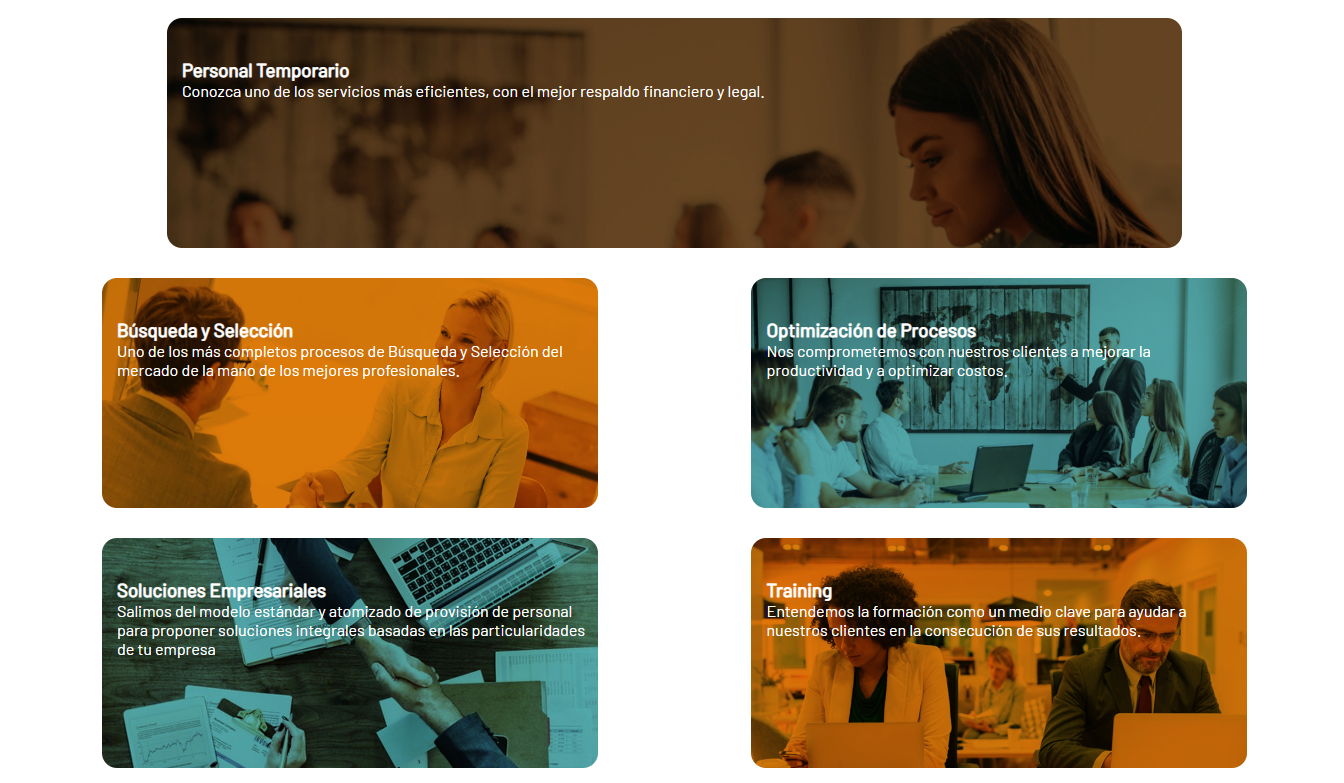 Personal Temporario
Conozca uno de los servicios más eficientes, con el mejor respaldo financiero y legal.
Búsqueda y Selección
Uno de los más completos procesos de Búsqueda y Selección del
mercado de la mano de los mejores profesionales.
Optimización de Procesos
Nos comprometemos con nuestros clientes a mejorar la
productividad y a optimizar costos.
Soluciones Empresariales
Salimos del modelo estándar y atomizado de provisión de personal
para proponer soluciones integrales basadas en las particularidades
de tu empresa
Training
Entendemos la formación como un medio clave para ayudar a
nuestros clientes en la consecución de sus resultados.